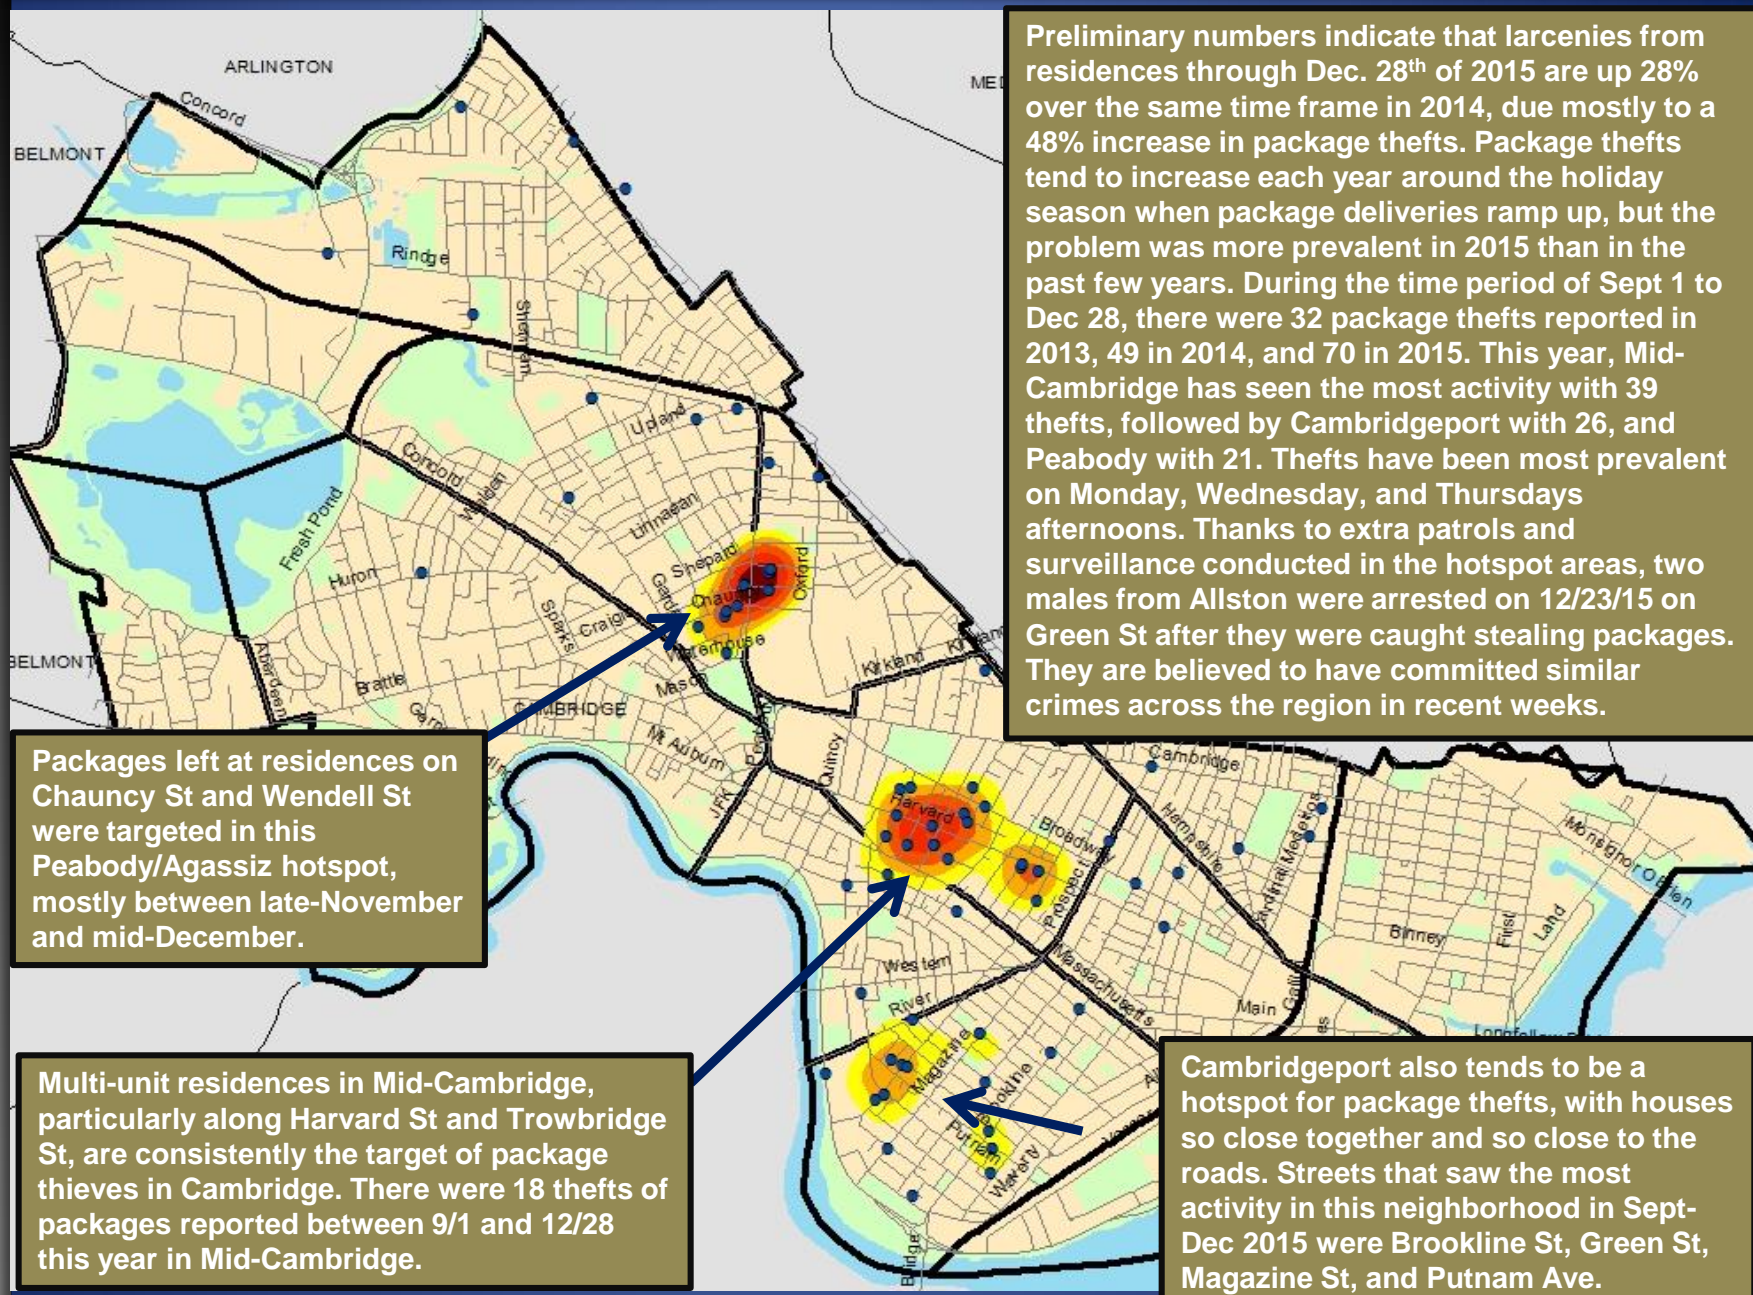 Preliminary numbers indicate that larcenies from
residences through Dec. 28th of 2015 are up 28%
over the same time frame in 2014, due mostly to a
48% increase in package thefts. Package thefts
tend to increase each year around the holiday
season when package deliveries ramp up, but the
problem was more prevalent in 2015 than in the
past few years. During the time period of Sept 1 to
Dec 28, there were 32 package thefts reported in
2013, 49 in 2014, and 70 in 2015. This year, Mid-
Cambridge has seen the most activity with 39
thefts, followed by Cambridgeport with 26, and
Peabody with 21. Thefts have been most prevalent
on Monday, Wednesday, and Thursdays
afternoons. Thanks to extra patrols and
surveillance conducted in the hotspot areas, two
males from Allston were arrested on 12/23/15 on
Green St after they were caught stealing packages.
They are believed to have committed similar
crimes across the region in recent weeks.
ARLINGTON
Concord
BELMONT
Rindge
Sherman
Upland
Concord
Walden
Linnaean
Fresh Pond
Shepard
Oxford
Huron
Garden
Chauncy
Sparks
Craigie
Waterhouse
Kirkland
BELMONT
Aberdeen
Brattle
Mason
CAMBRIDGE
Mt Auburn
Quincy
JFK
Cambridge
Packages left at residences on
Chauncy St and Wendell St
were targeted in this
Peabody/Agassiz hotspot,
mostly between late-November
and mid-December.
Harvard
Broadway
Hampshire
Cardinal Medeiros
Monsignor O'Brien
Prospect
Binney
First
Land
Western
Massachusetts
River
Main
Magazine
Brookline
Putnam
Waverly
Bridge
Multi-unit residences in Mid-Cambridge,
particularly along Harvard St and Trowbridge
St, are consistently the target of package
thieves in Cambridge. There were 18 thefts of
packages reported between 9/1 and 12/28
this year in Mid-Cambridge.
Cambridgeport also tends to be a
hotspot for package thefts, with houses
so close together and so close to the
roads. Streets that saw the most
activity in this neighborhood in Sept-
Dec 2015 were Brookline St, Green St,
Magazine St, and Putnam Ave.